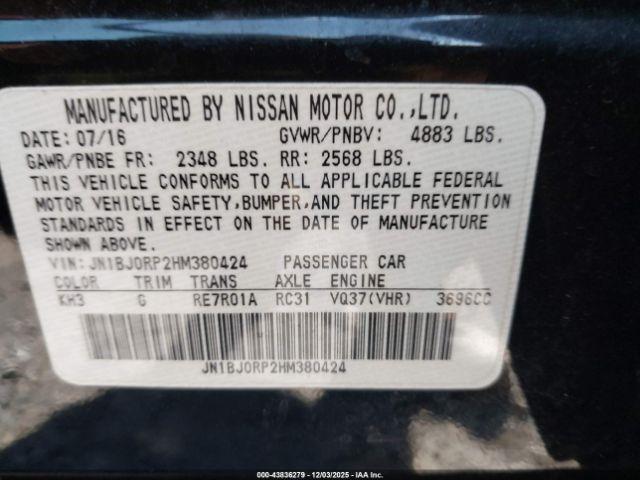 MANUFACTURED BY NISSAN MOTOR CO.,LTD.
DATE: 07/16 GVWR/PNBV: 4883 LBS.
GAWR/PNBE FR: 2348 LBS. RR: 2568 LBS.
THIS VEHICLE CONFORMS TO ALL APPLICABLE FEDERAL
MOTOR VEHICLE SAFETY, BUMPER, AND THEFT PREVENTION
STANDARDS IN EFFECT ON THE DATE OF MANUFACTURE
SHOWN ABOVE.
VIN: JN1BJ0RP2HM380424 PASSENGER CAR
COLOR TRIM TRANS AXLE ENGINE
KH3 G RE7R01A RC31 VQ37(VHR) 3696CC
JN1BJ0RP2HM380424
000-43836279 - 12/03/2025 - IAA Inc.